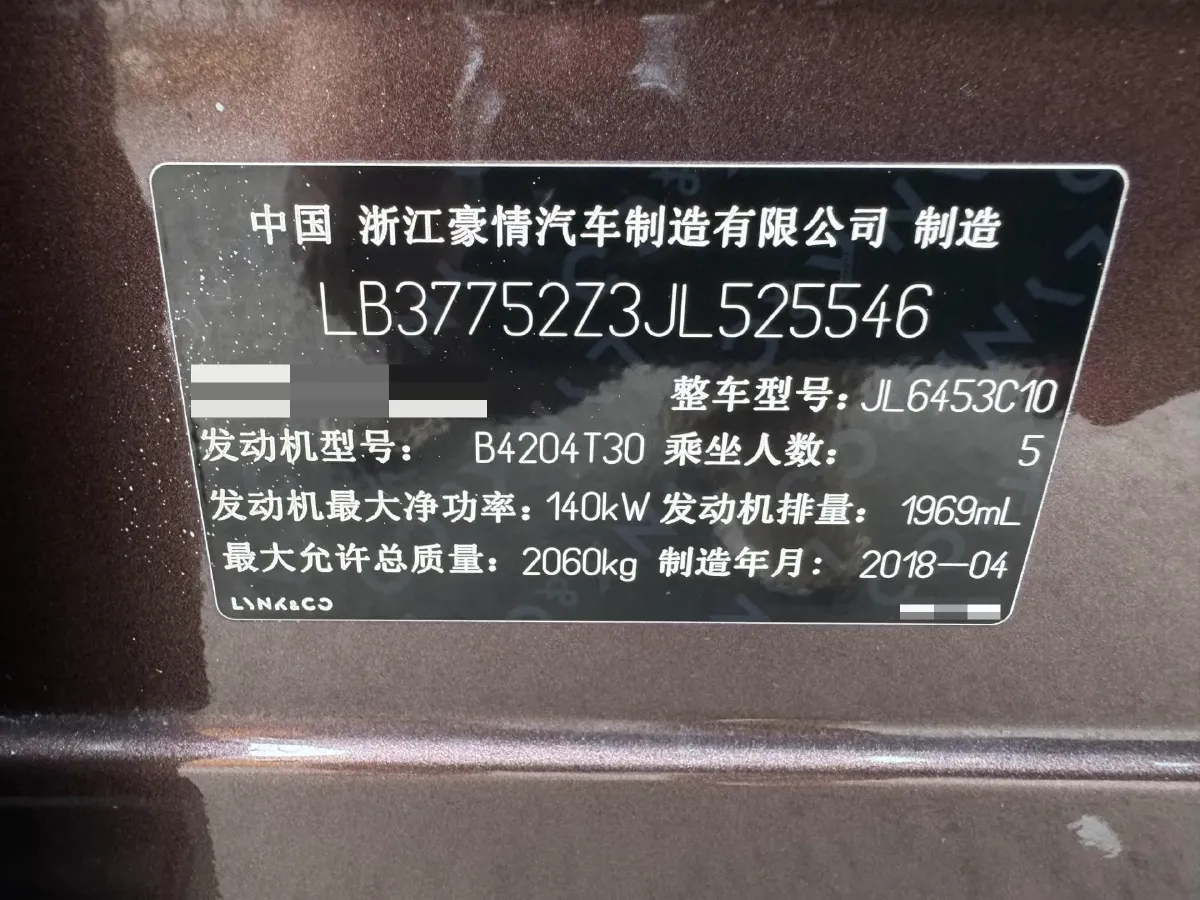 中国 浙江豪情汽车制造有限公司 制造
LB37752Z3JL525546
整车型号:JL6453C10
发动机型号: B4204T30 乘坐人数: 5
发动机最大净功率:140kW 发动机排量: 1969mL
最大允许总质量: 2060kg 制造年月: 2018—04
LYNK&CO